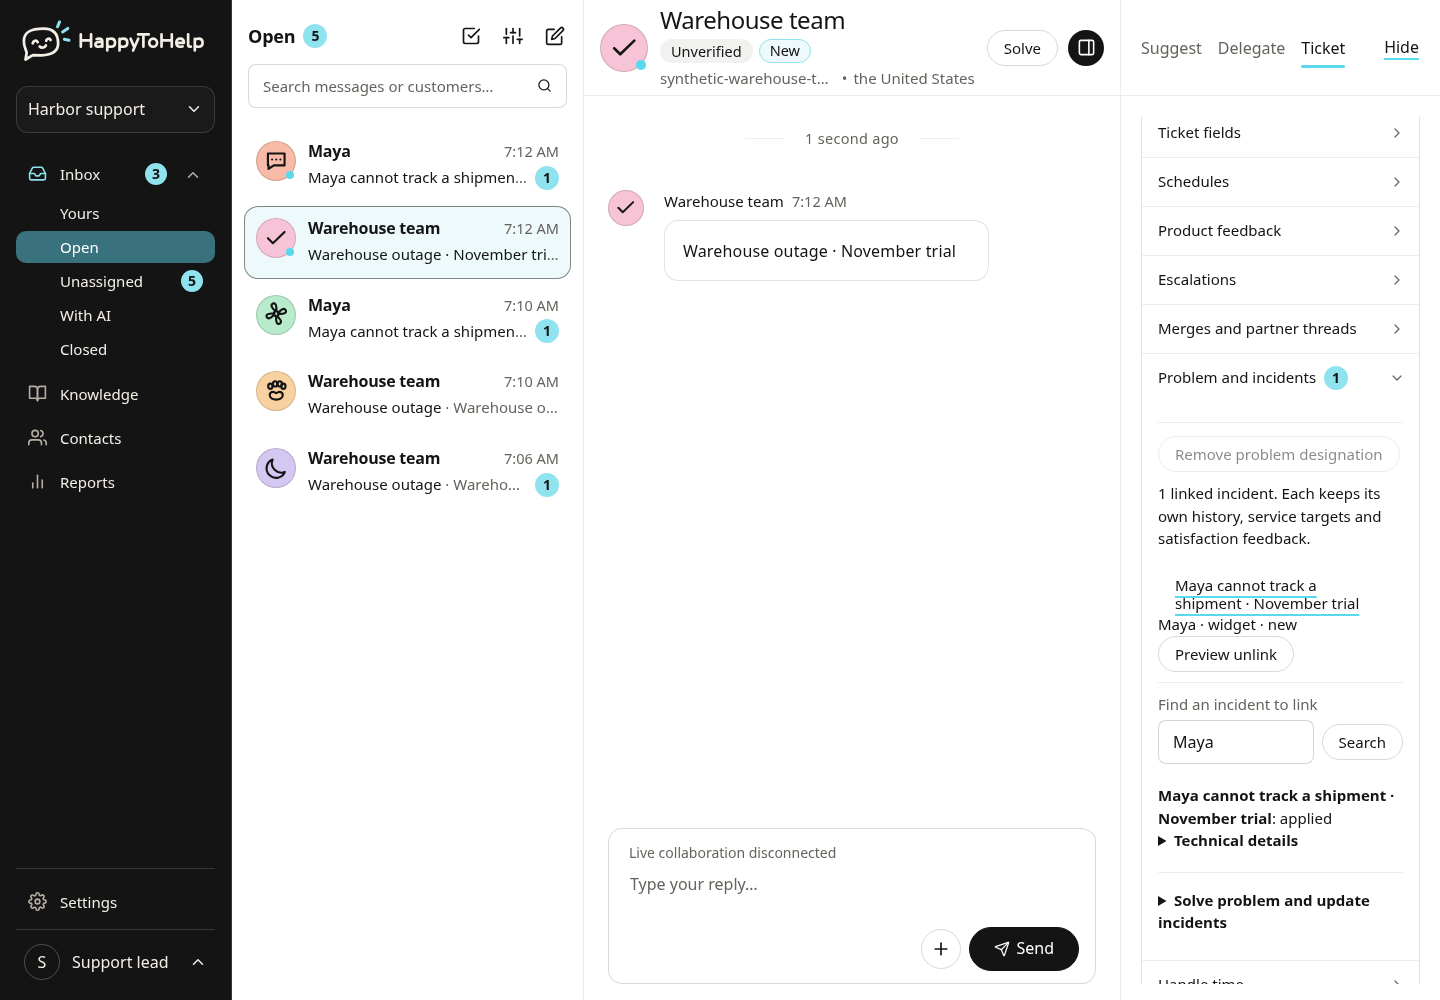 HappyToHelp
Harbor support
Inbox 3
Yours
Open
Unassigned 5
With AI
Closed
Knowledge
Contacts
Reports
Settings
S Support lead
Open 5
Search messages or customers...
Maya 7:12 AM
Maya cannot track a shipmen... 1
Warehouse team 7:12 AM
Warehouse outage · November tri...
Maya 7:10 AM
Maya cannot track a shipmen... 1
Warehouse team 7:10 AM
Warehouse outage · Warehouse o...
Warehouse team 7:06 AM
Warehouse outage · Wareho... 1
Warehouse team
Unverified New
synthetic-warehouse-t... • the United States
Solve
1 second ago
Warehouse team 7:12 AM
Warehouse outage · November trial
Live collaboration disconnected
Type your reply...
Send
Suggest Delegate Ticket Hide
Ticket fields
Schedules
Product feedback
Escalations
Merges and partner threads
Problem and incidents 1
Remove problem designation
1 linked incident. Each keeps its
own history, service targets and
satisfaction feedback.
Maya cannot track a
shipment · November trial
Maya · widget · new
Preview unlink
Find an incident to link
Maya Search
Maya cannot track a shipment ·
November trial: applied
Technical details
Solve problem and update
incidents
Handle time